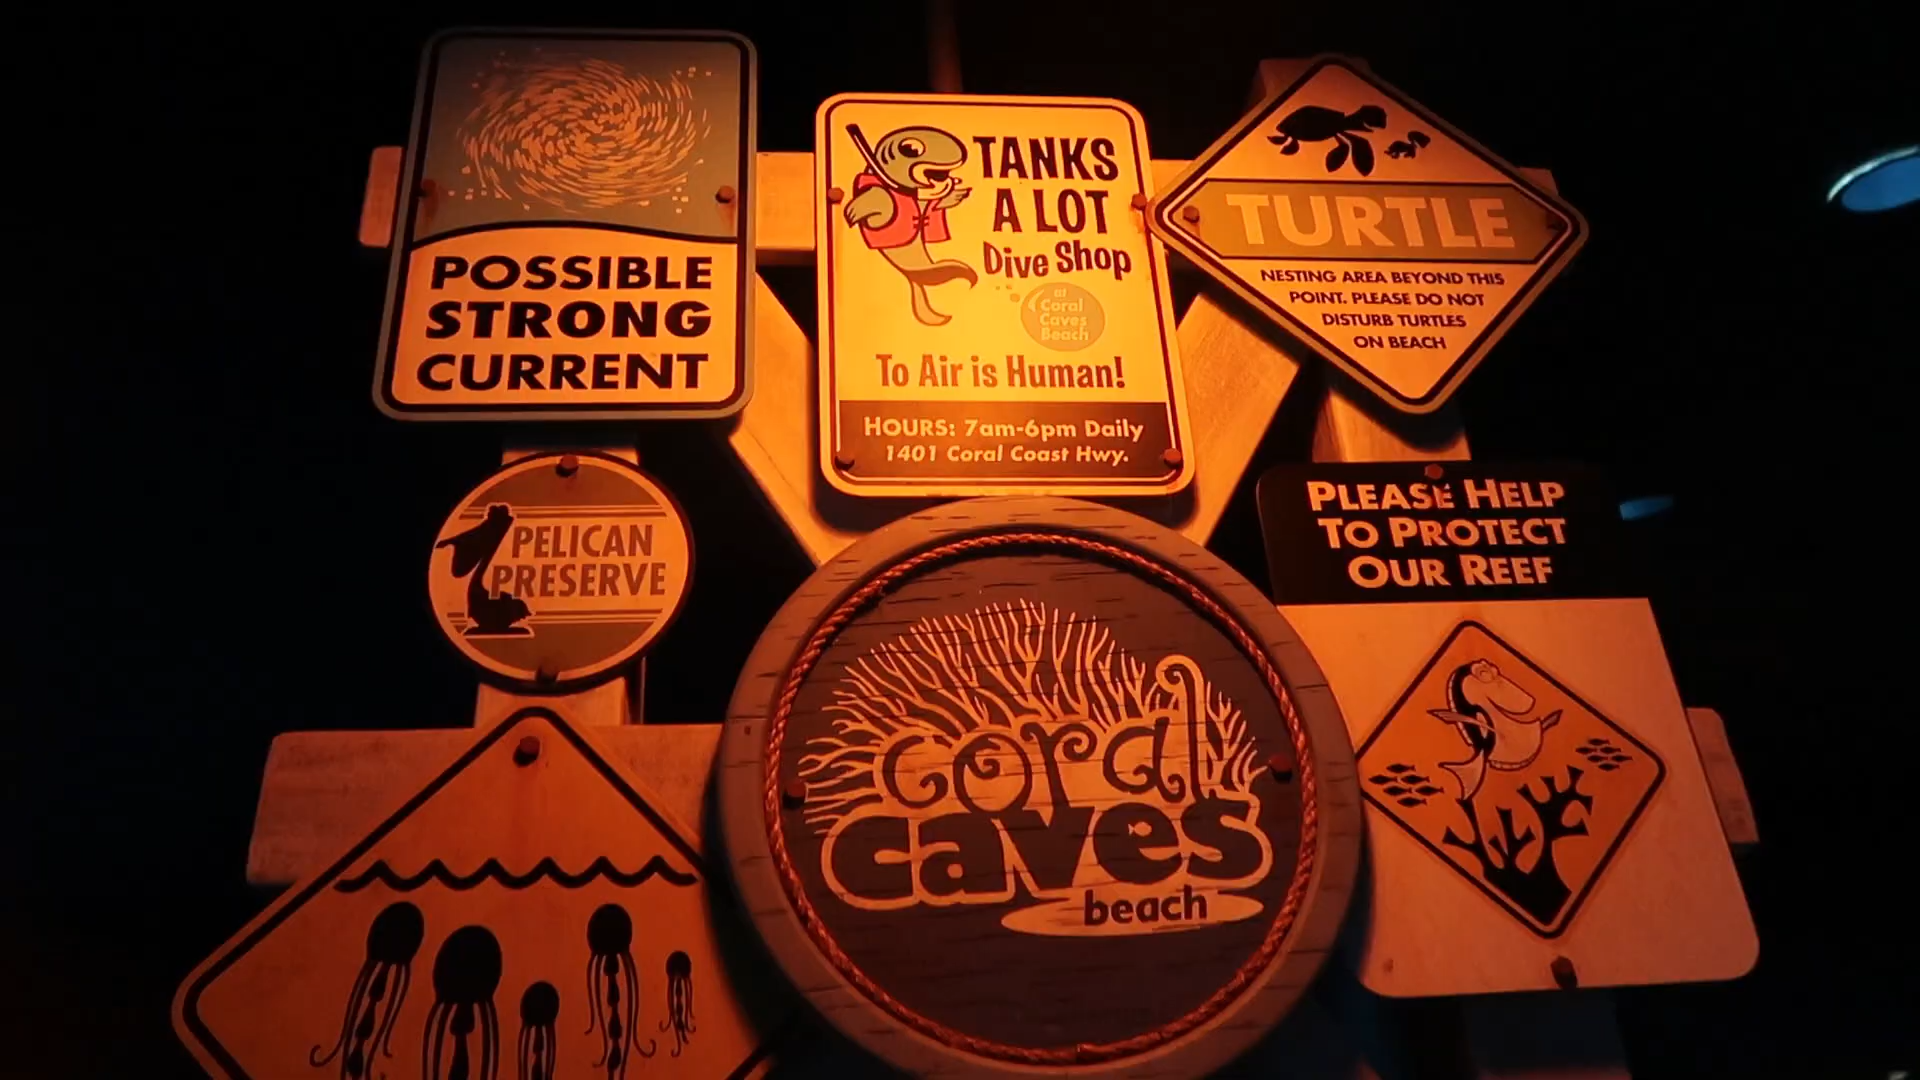 POSSIBLE
STRONG
CURRENT
TANKS
A LOT
Dive Shop
at
Coral
Caves
Beach
To Air is Human!
HOURS: 7am-6pm Daily
1401 Coral Coast Hwy.
TURTLE
NESTING AREA BEYOND THIS
POINT. PLEASE DO NOT
DISTURB TURTLES
ON BEACH
PELICAN
PRESERVE
coral
caves
beach
PLEASE HELP
TO PROTECT
OUR REEF